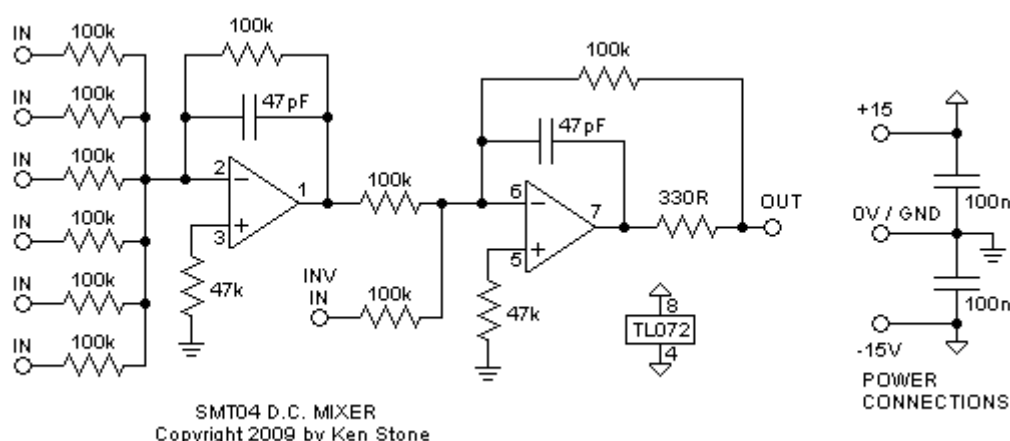 IN
100k
IN
100k
IN
100k
IN
100k
IN
100k
IN
100k
100k
47pF
2
1
3
47k
100k
INV
IN
100k
100k
47pF
6
7
5
47k
330R
OUT
8
TL072
4
+15
100n
0V / GND
100n
-15V
POWER
CONNECTIONS
SMT04 D.C. MIXER
Copyright 2009 by Ken Stone